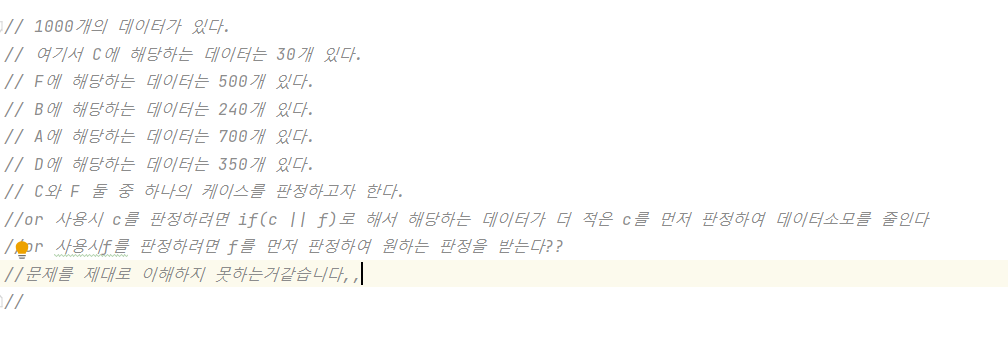 // 1000개의 데이터가 있다.
// 여기서 C에 해당하는 데이터는 30개 있다.
// F에 해당하는 데이터는 500개 있다.
// B에 해당하는 데이터는 240개 있다.
// A에 해당하는 데이터는 700개 있다.
// D에 해당하는 데이터는 350개 있다.
// C와 F 둘 중 하나의 케이스를 판정하고자 한다.
//or 사용시 c를 판정하려면 if(c || f)로 해서 해당하는 데이터가 더 적은 c를 먼저 판정하여 데이터소모를 줄인다
//or 사용시f를 판정하려면 f를 먼저 판정하여 원하는 판정을 받는다??
//문제를 제대로 이해하지 못하는거같습니다,,
//